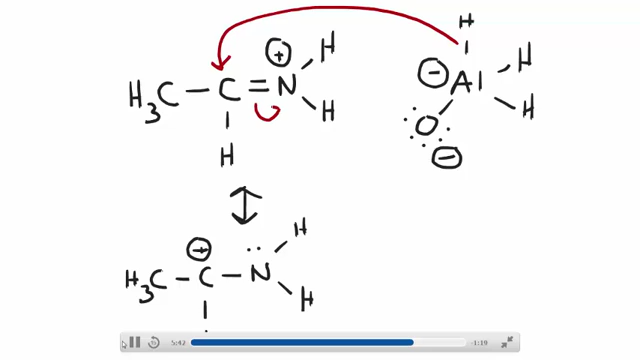 H
⊕ H
H₃C – C = N
H
H
⊖ Al H
H
O
⊖
H
⊕ H
H₃C – C – N
H
5:42 -1:19